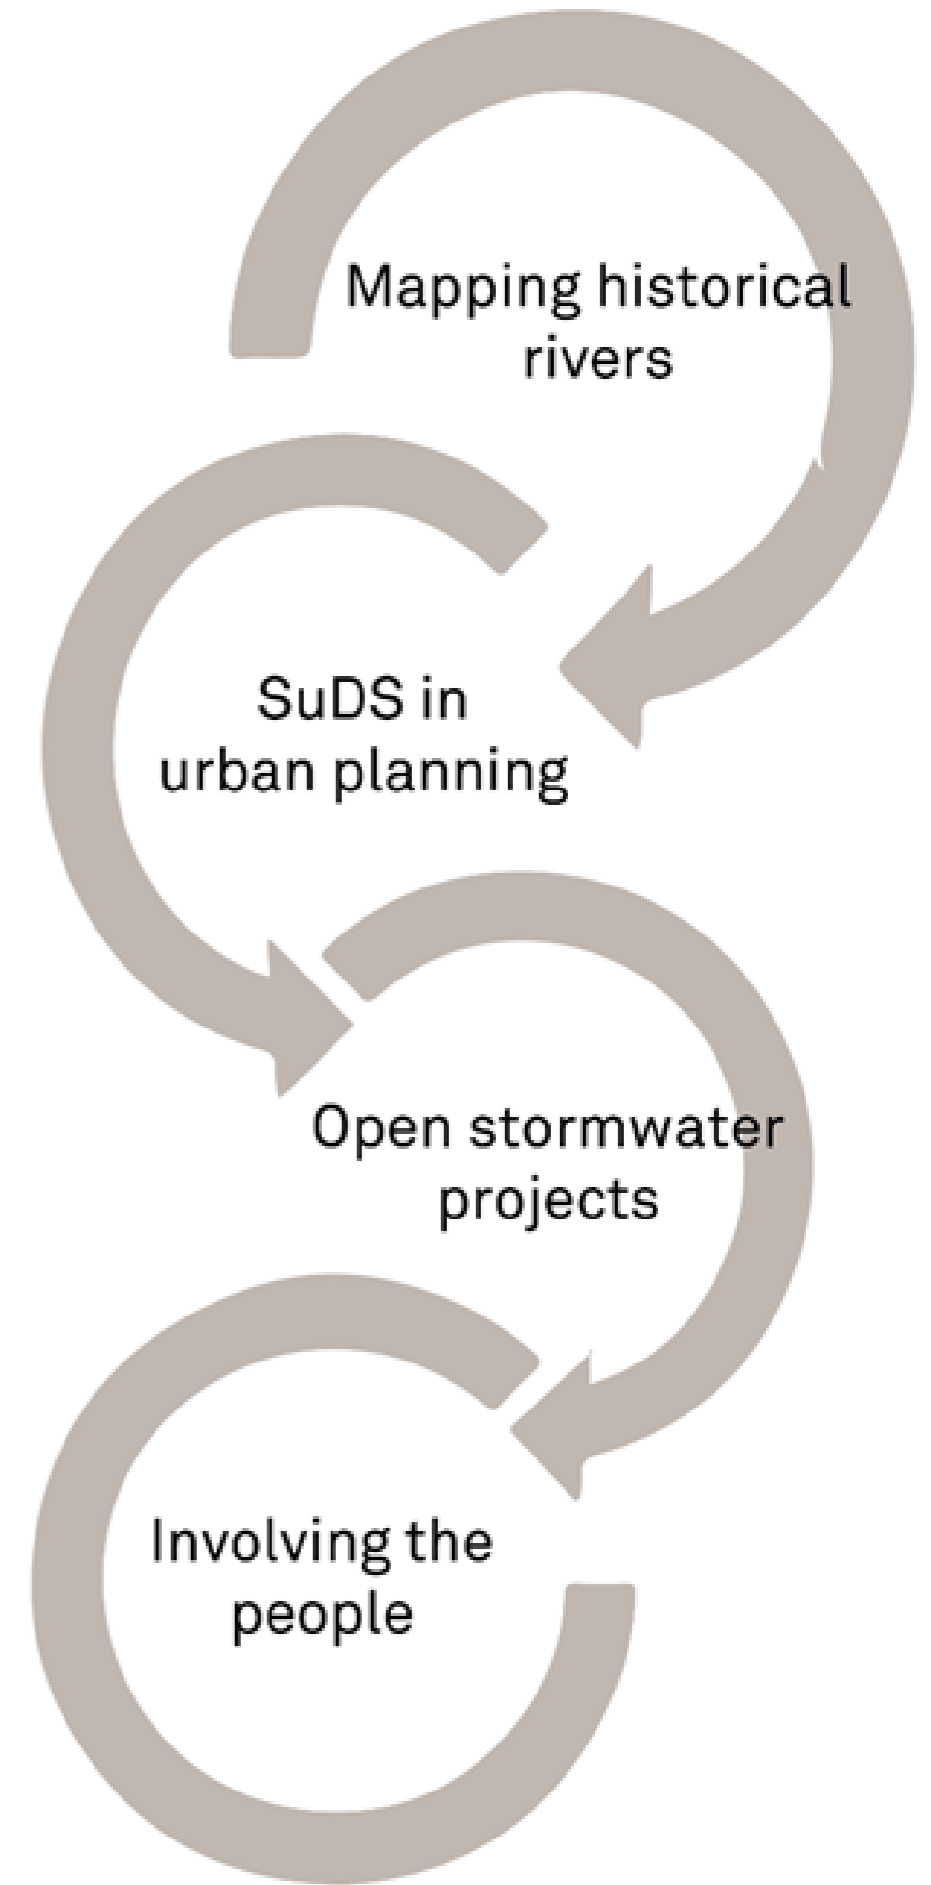 Mapping historical
rivers
SuDS in
urban planning
Open stormwater
projects
Involving the
people